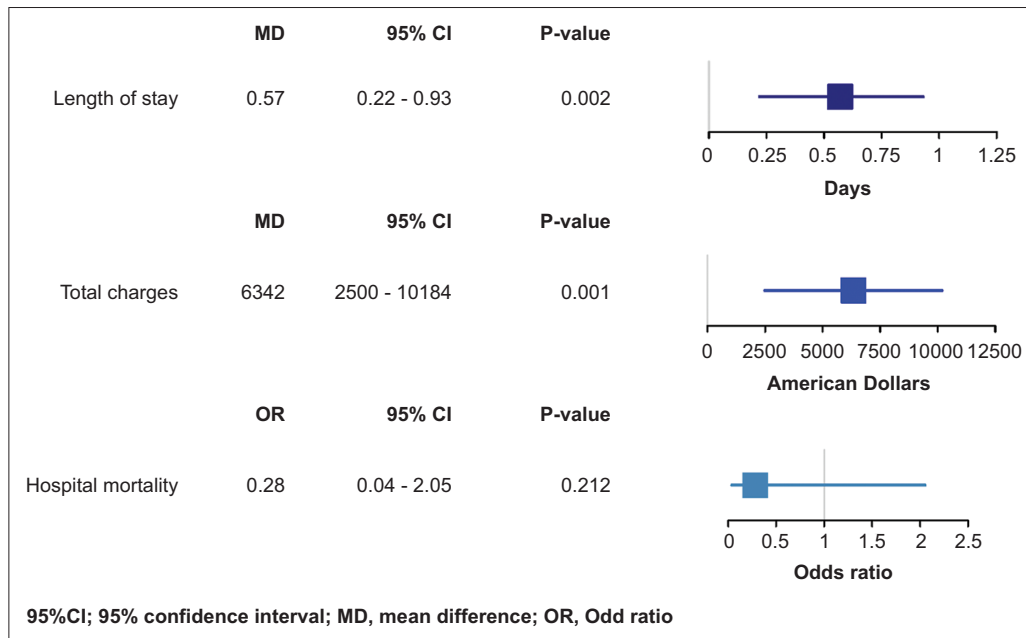 MD 95% CI P-value
Length of stay 0.57 0.22 - 0.93 0.002
0 0.25 0.5 0.75 1 1.25
Days
MD 95% CI P-value
Total charges 6342 2500 - 10184 0.001
0 2500 5000 7500 10000 12500
American Dollars
OR 95% CI P-value
Hospital mortality 0.28 0.04 - 2.05 0.212
0 0.5 1 1.5 2 2.5
Odds ratio
95%CI; 95% confidence interval; MD, mean difference; OR, Odd ratio